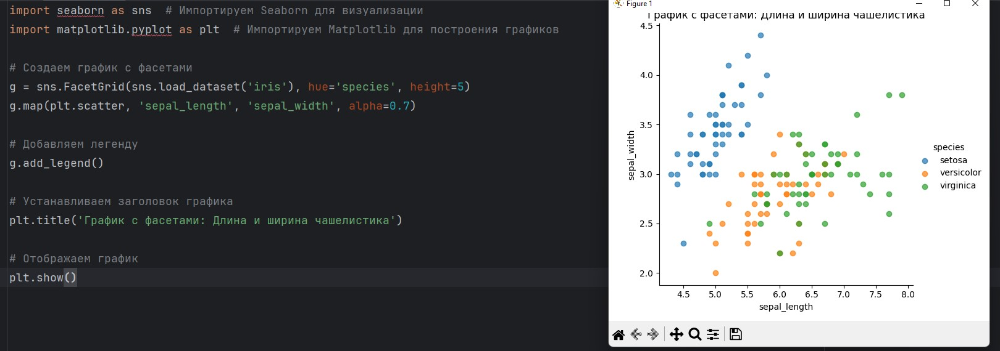 import seaborn as sns  # Импортируем Seaborn для визуализации
import matplotlib.pyplot as plt  # Импортируем Matplotlib для построения графиков
# Создаем график с фасетами
g = sns.FacetGrid(sns.load_dataset('iris'), hue='species', height=5)
g.map(plt.scatter, 'sepal_length', 'sepal_width', alpha=0.7)
# Добавляем легенду
g.add_legend()
# Устанавливаем заголовок графика
plt.title('График с фасетами: Длина и ширина чашелистика')
# Отображаем график
plt.show()
Figure 1
График с фасетами: Длина и ширина чашелистика
4.5
4.0
3.5
3.0
2.5
2.0
sepal_width
4.5 5.0 5.5 6.0 6.5 7.0 7.5 8.0
sepal_length
species
setosa
versicolor
virginica